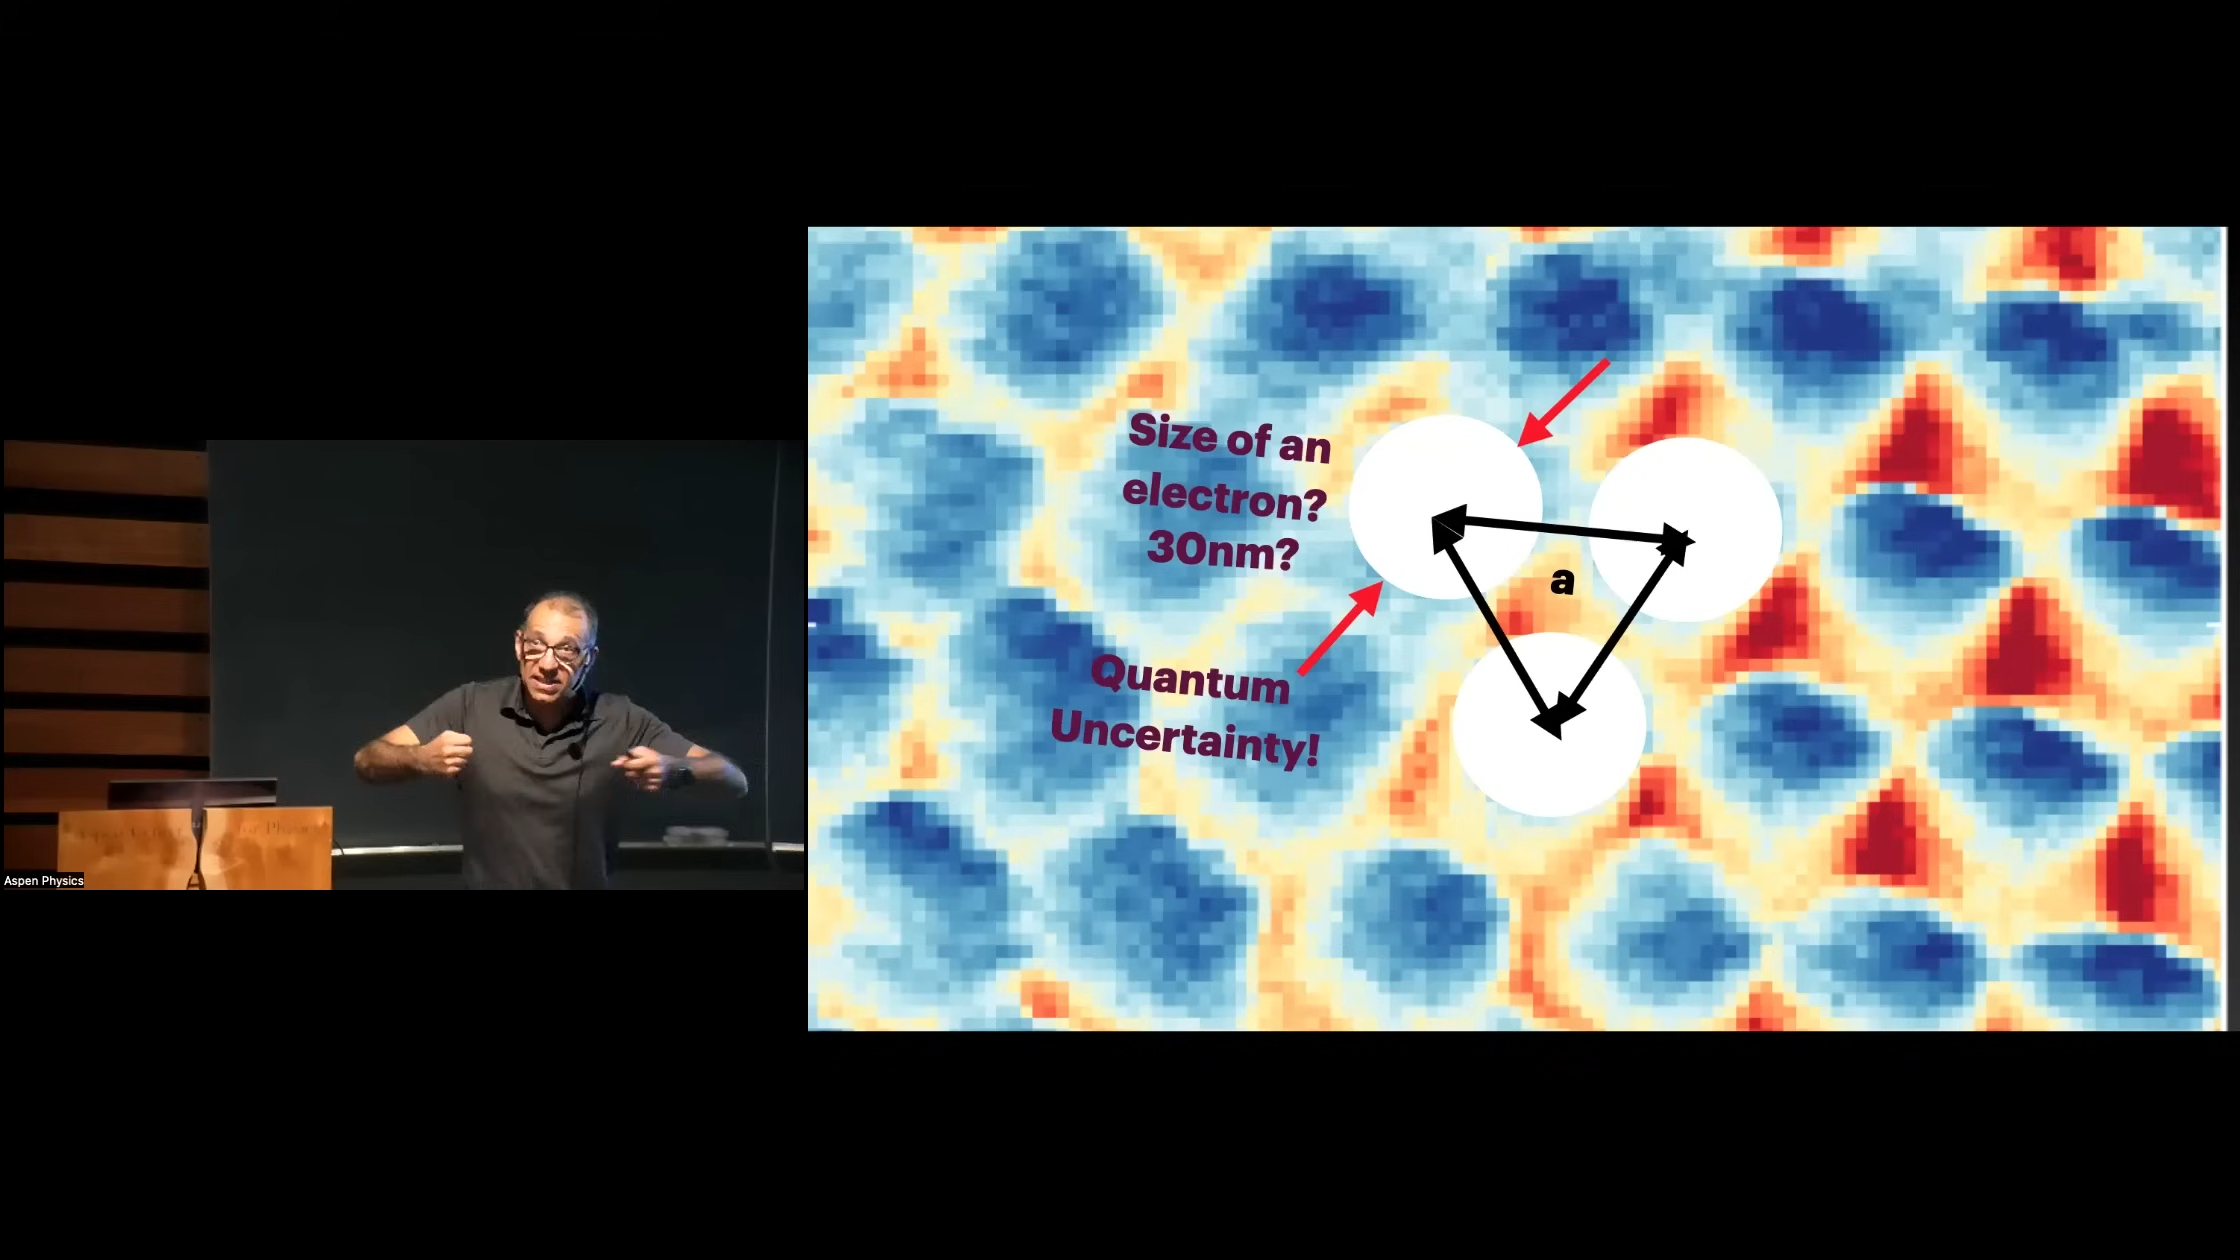 Size of an
electron?
30nm?
a
Quantum
Uncertainty!
Aspen Physics